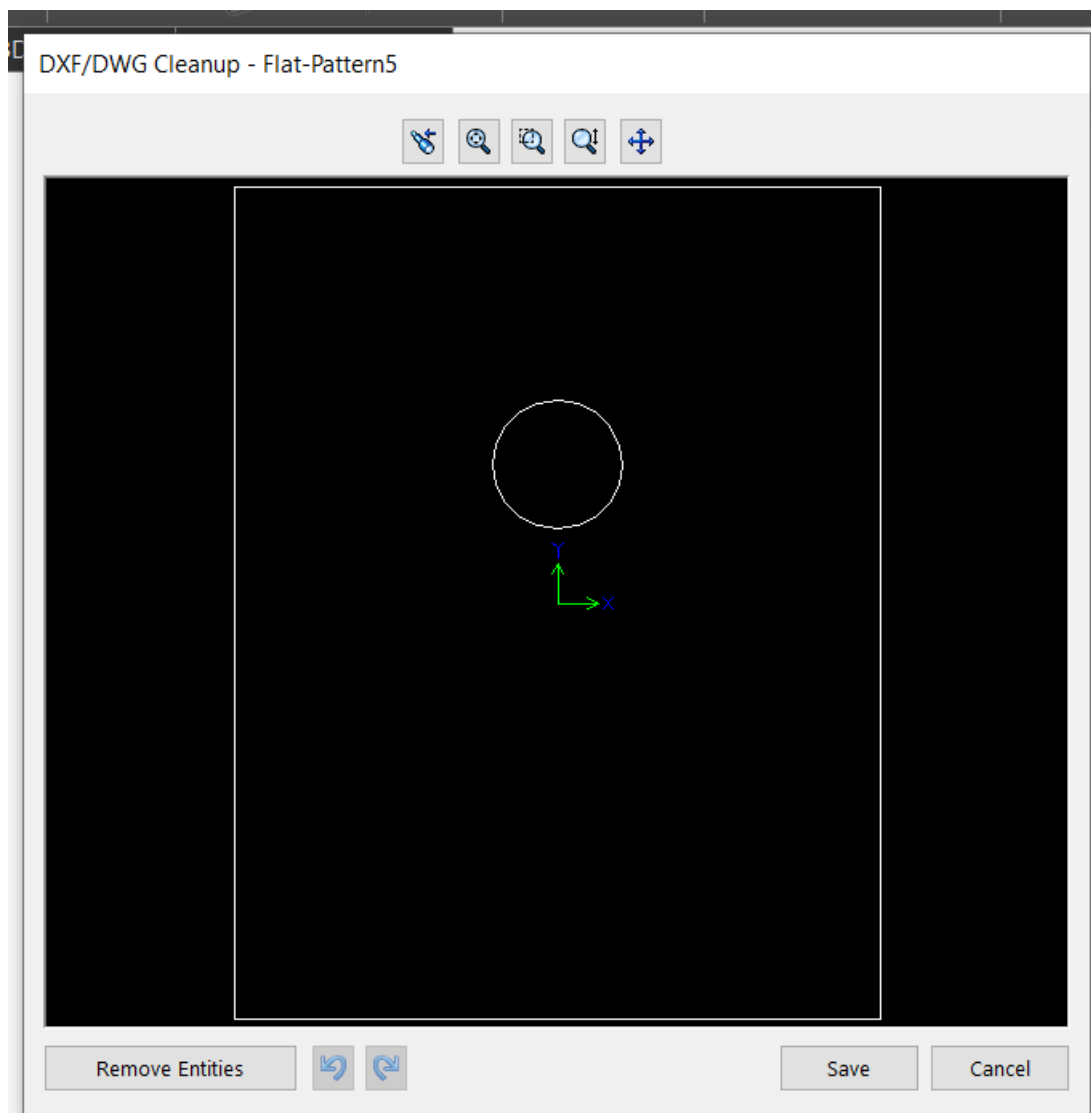 DXF/DWG Cleanup - Flat-Pattern5
Y
X
Remove Entities
Save
Cancel